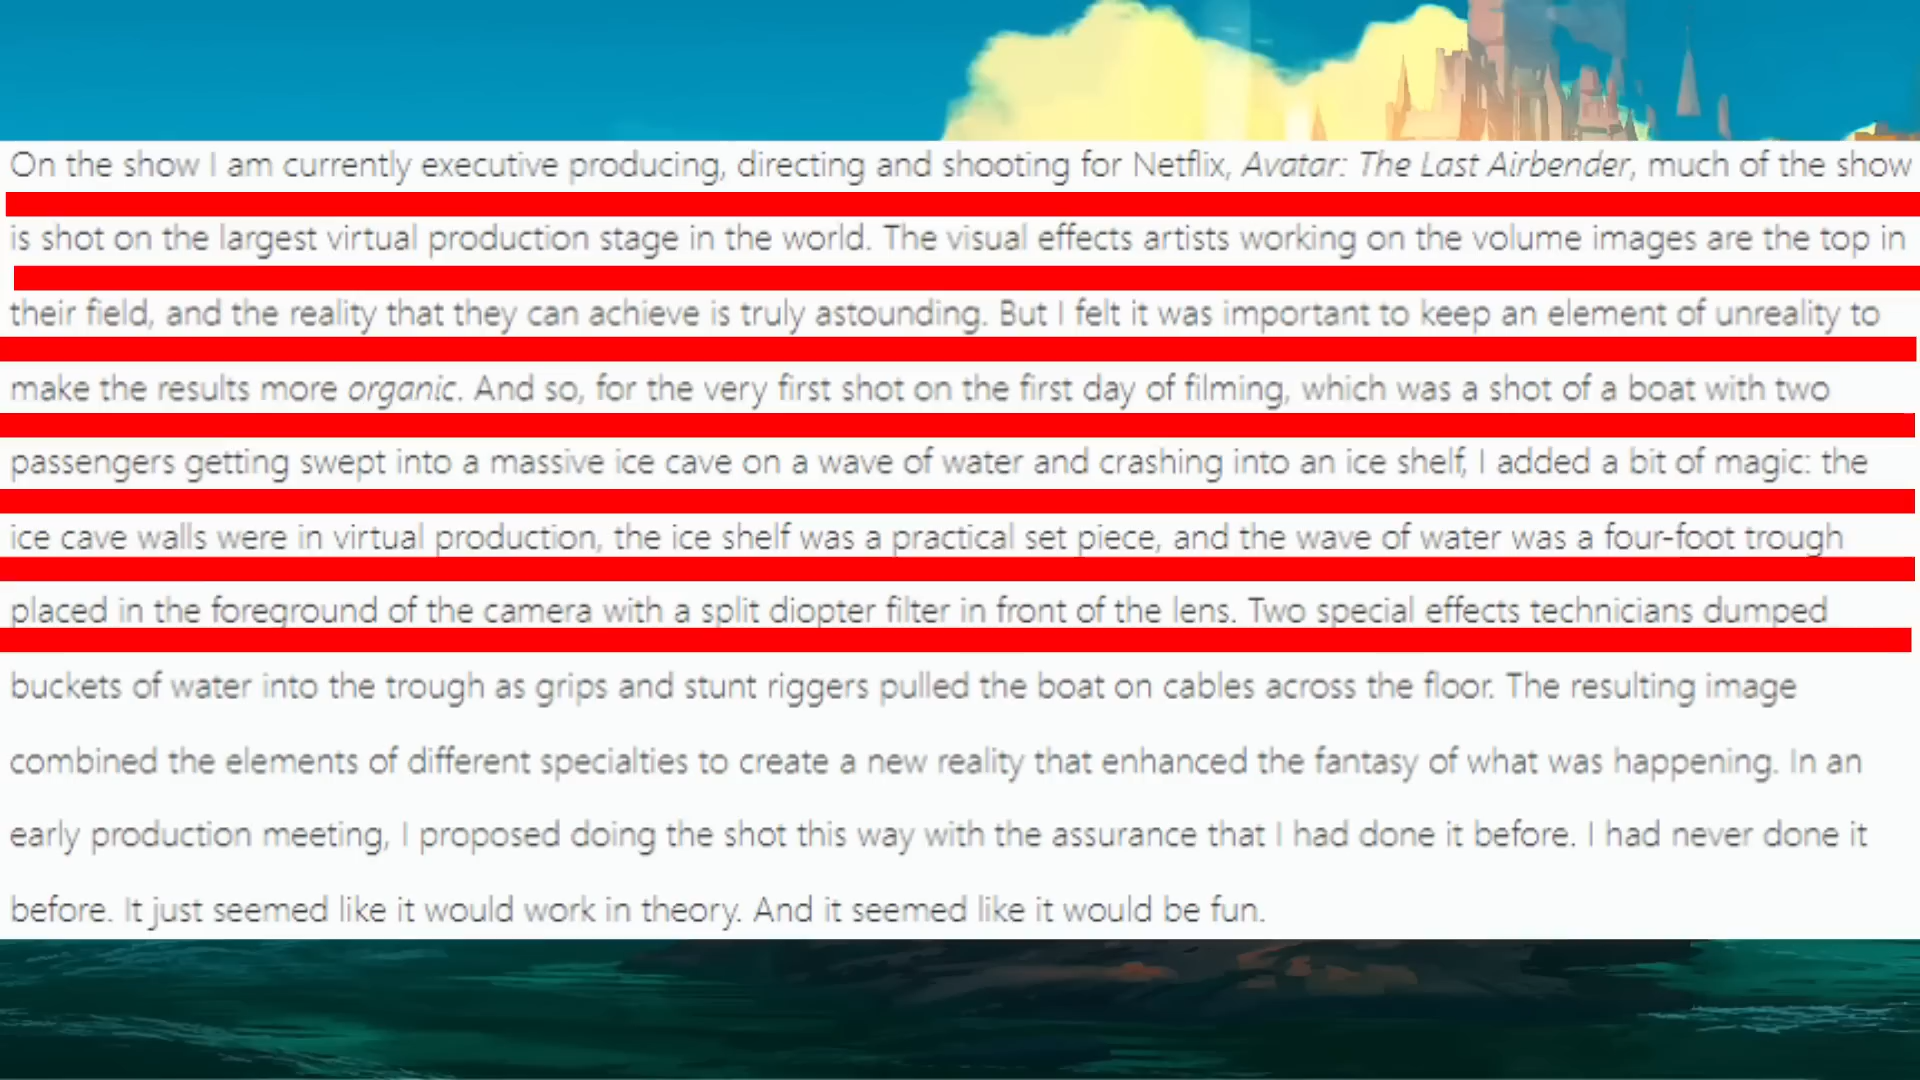 On the show I am currently executive producing, directing and shooting for Netflix, Avatar: The Last Airbender, much of the show
is shot on the largest virtual production stage in the world. The visual effects artists working on the volume images are the top in
their field, and the reality that they can achieve is truly astounding. But I felt it was important to keep an element of unreality to
make the results more organic. And so, for the very first shot on the first day of filming, which was a shot of a boat with two
passengers getting swept into a massive ice cave on a wave of water and crashing into an ice shelf, I added a bit of magic: the
ice cave walls were in virtual production, the ice shelf was a practical set piece, and the wave of water was a four-foot trough
placed in the foreground of the camera with a split diopter filter in front of the lens. Two special effects technicians dumped
buckets of water into the trough as grips and stunt riggers pulled the boat on cables across the floor. The resulting image
combined the elements of different specialties to create a new reality that enhanced the fantasy of what was happening. In an
early production meeting, I proposed doing the shot this way with the assurance that I had done it before. I had never done it
before. It just seemed like it would work in theory. And it seemed like it would be fun.